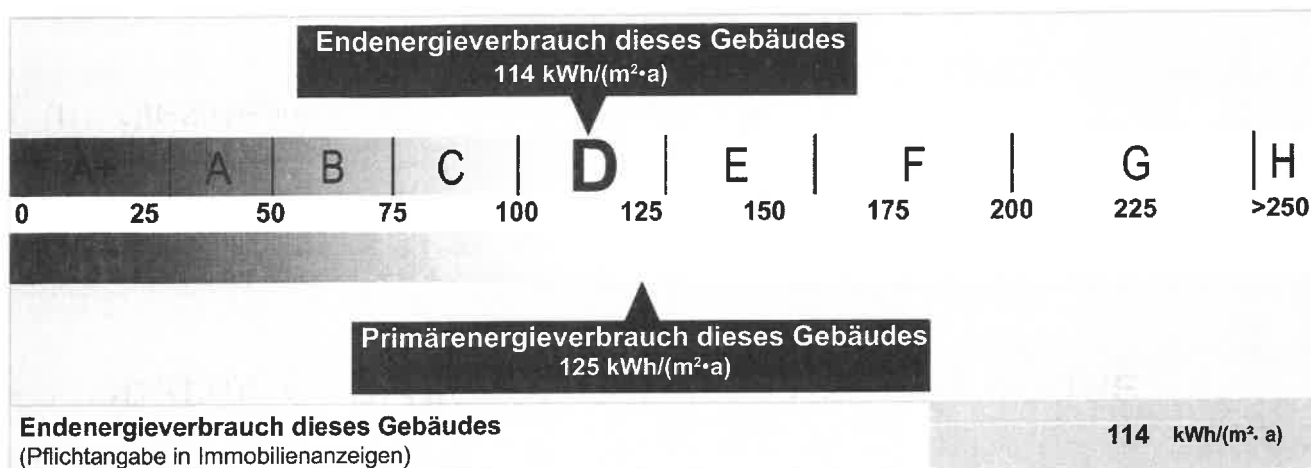 Endenergieverbrauch dieses Gebäudes
114 kWh/(m²•a)
A+ A B C D E F G H
0 25 50 75 100 125 150 175 200 225 >250
Primärenergieverbrauch dieses Gebäudes
125 kWh/(m²•a)
Endenergieverbrauch dieses Gebäudes 114 kWh/(m²· a)
(Pflichtangabe in Immobilienanzeigen)